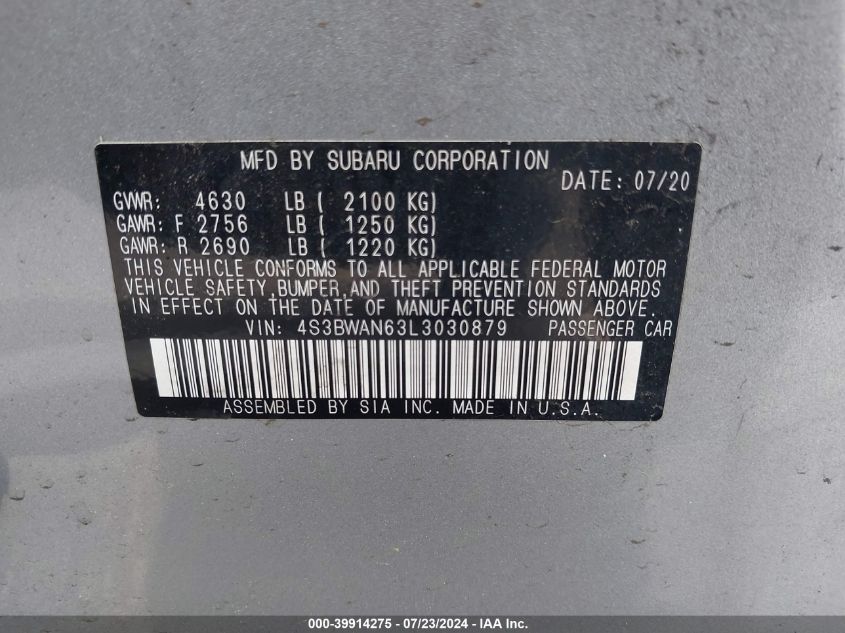 MFD BY SUBARU CORPORATION
DATE: 07/20
GVWR: 4630 LB ( 2100 KG)
GAWR: F 2756 LB ( 1250 KG)
GAWR: R 2690 LB ( 1220 KG)
THIS VEHICLE CONFORMS TO ALL APPLICABLE FEDERAL MOTOR
VEHICLE SAFETY,BUMPER,AND THEFT PREVENTION STANDARDS
IN EFFECT ON THE DATE OF MANUFACTURE SHOWN ABOVE.
VIN: 4S3BWAN63L3030879 PASSENGER CAR
ASSEMBLED BY SIA INC. MADE IN U.S.A.
000-39914275 - 07/23/2024 - IAA Inc.